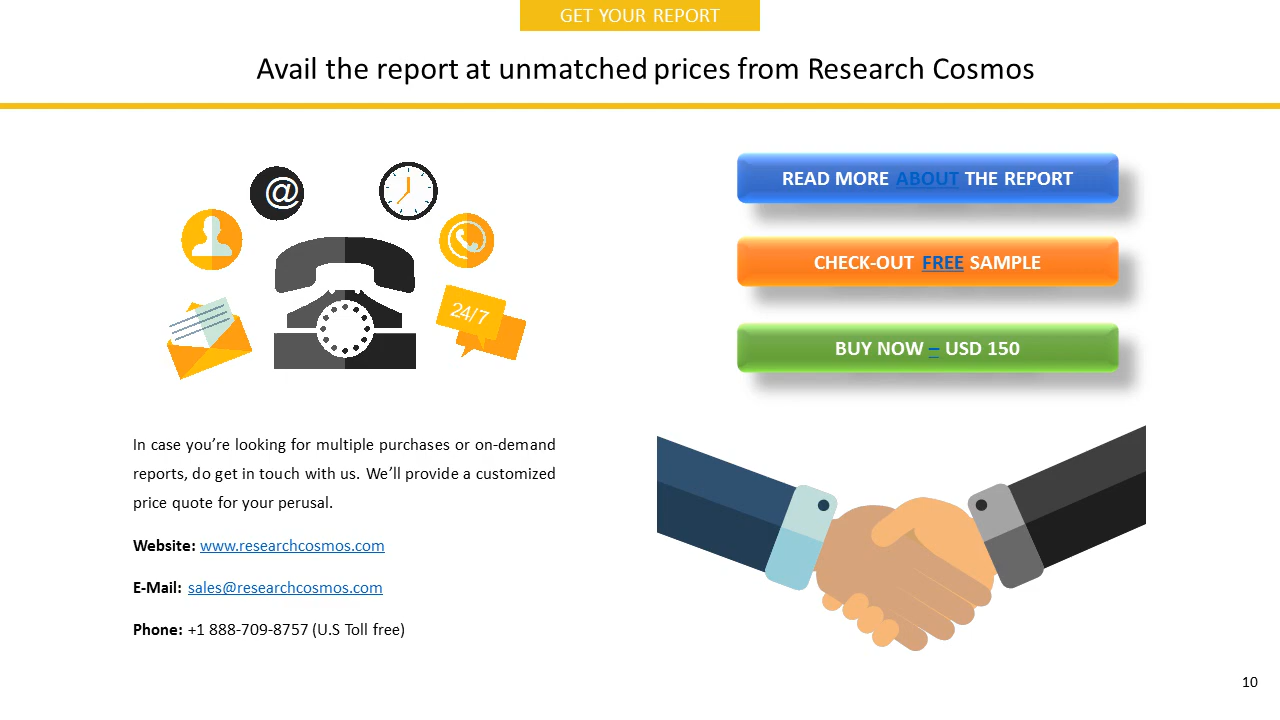 GET YOUR REPORT
Avail the report at unmatched prices from Research Cosmos
@
24/7
READ MORE ABOUT THE REPORT
CHECK-OUT FREE SAMPLE
BUY NOW – USD 150
In case you’re looking for multiple purchases or on-demand
reports, do get in touch with us. We’ll provide a customized
price quote for your perusal.
Website: www.researchcosmos.com
E-Mail: sales@researchcosmos.com
Phone: +1 888-709-8757 (U.S Toll free)
10